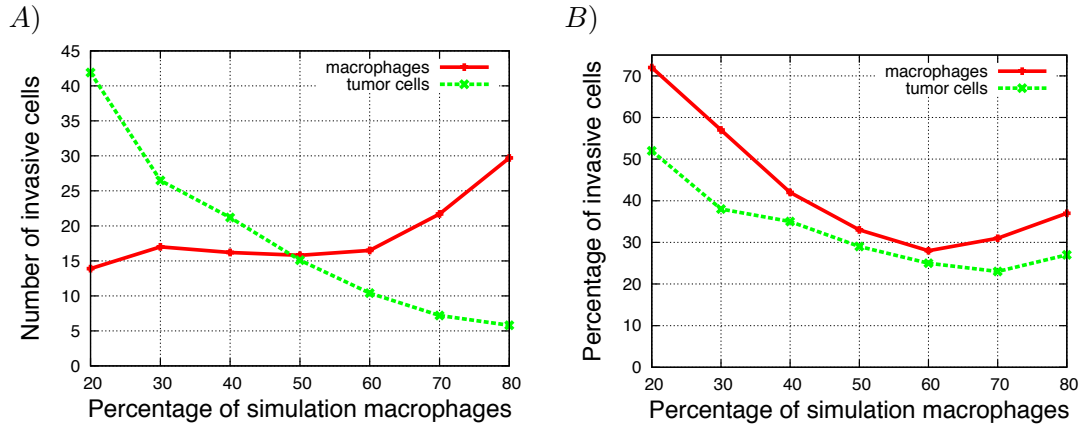 A)
45
40
35
30
25
20
15
10
5
0
Number of invasive cells
macrophages
tumor cells
20 30 40 50 60 70 80
Percentage of simulation macrophages
B)
70
60
50
40
30
20
10
0
Percentage of invasive cells
macrophages
tumor cells
20 30 40 50 60 70 80
Percentage of simulation macrophages